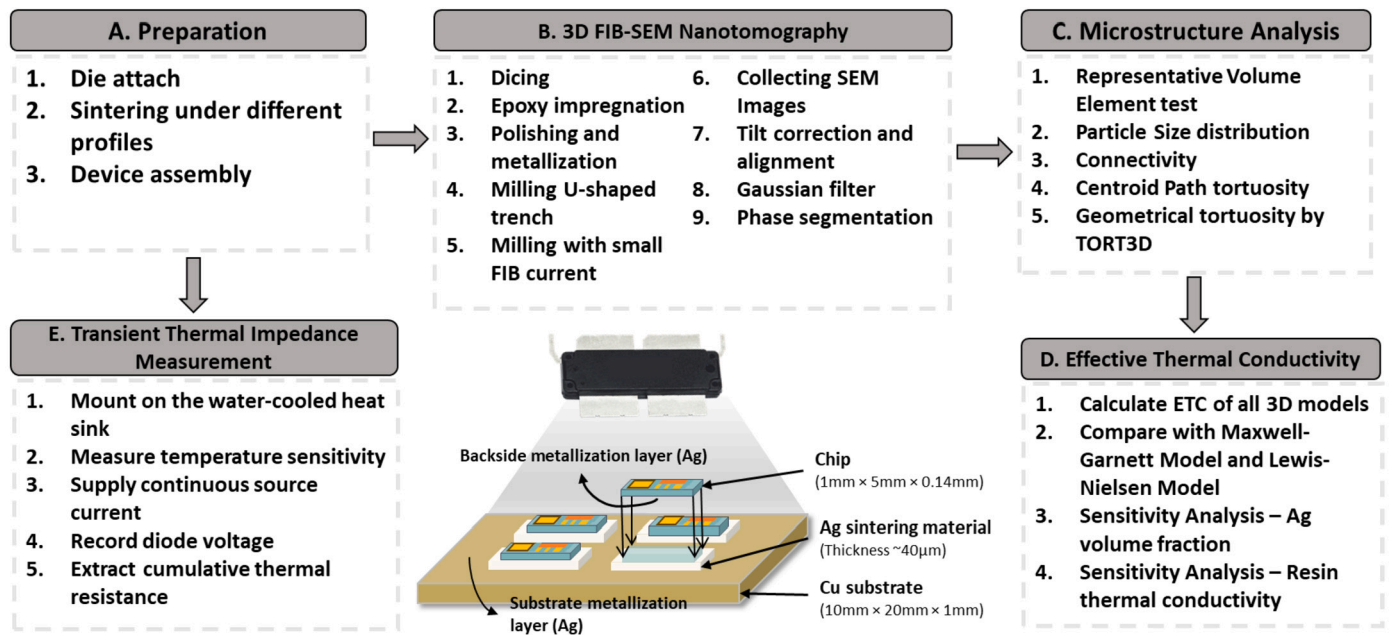 A. Preparation
1. Die attach
2. Sintering under different
profiles
3. Device assembly
B. 3D FIB-SEM Nanotomography
1. Dicing
2. Epoxy impregnation
3. Polishing and
metallization
4. Milling U-shaped
trench
5. Milling with small
FIB current
6. Collecting SEM
Images
7. Tilt correction and
alignment
8. Gaussian filter
9. Phase segmentation
C. Microstructure Analysis
1. Representative Volume
Element test
2. Particle Size distribution
3. Connectivity
4. Centroid Path tortuosity
5. Geometrical tortuosity by
TORT3D
E. Transient Thermal Impedance
Measurement
1. Mount on the water-cooled heat
sink
2. Measure temperature sensitivity
3. Supply continuous source
current
4. Record diode voltage
5. Extract cumulative thermal
resistance
Backside metallization layer (Ag)
Chip
(1mm × 5mm × 0.14mm)
Ag sintering material
(Thickness ~40μm)
Cu substrate
(10mm × 20mm × 1mm)
Substrate metallization
layer (Ag)
D. Effective Thermal Conductivity
1. Calculate ETC of all 3D models
2. Compare with Maxwell-
Garnett Model and Lewis-
Nielsen Model
3. Sensitivity Analysis – Ag
volume fraction
4. Sensitivity Analysis – Resin
thermal conductivity